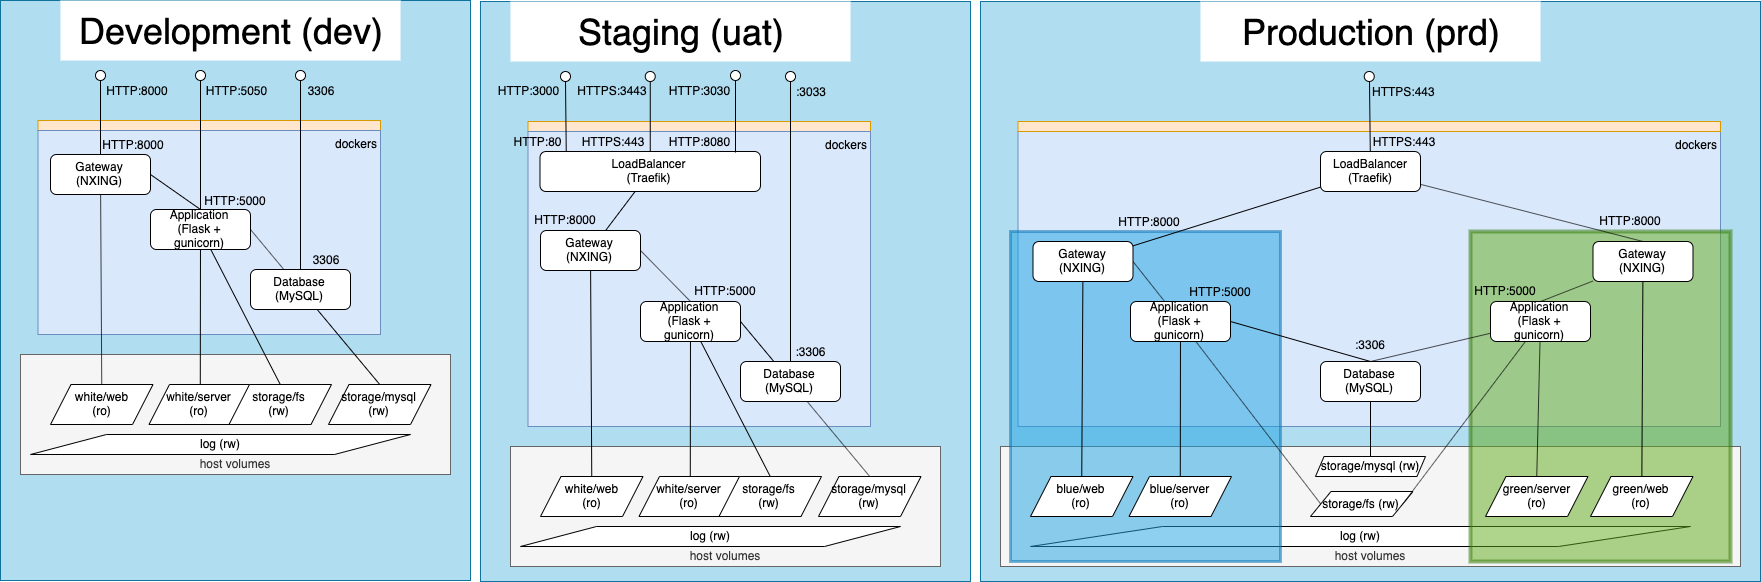 Development (dev)
HTTP:8000
HTTP:5050
3306
dockers
HTTP:8000
Gateway
(NXING)
HTTP:5000
Application
(Flask +
gunicorn)
3306
Database
(MySQL)
white/web
(ro)
white/server
(ro)
storage/fs
(rw)
storage/mysql
(rw)
log (rw)
host volumes
Staging (uat)
HTTP:3000
HTTPS:3443
HTTP:3030
:3033
HTTP:80
HTTPS:443
HTTP:8080
dockers
LoadBalancer
(Traefik)
HTTP:8000
Gateway
(NXING)
HTTP:5000
Application
(Flask +
gunicorn)
:3306
Database
(MySQL)
white/web
(ro)
white/server
(ro)
storage/fs
(rw)
storage/mysql
(rw)
log (rw)
host volumes
Production (prd)
HTTPS:443
HTTPS:443
dockers
LoadBalancer
(Traefik)
HTTP:8000
HTTP:8000
Gateway
(NXING)
Gateway
(NXING)
HTTP:5000
HTTP:5000
Application
(Flask +
gunicorn)
Application
(Flask +
gunicorn)
:3306
Database
(MySQL)
storage/mysql (rw)
blue/web
(ro)
blue/server
(ro)
storage/fs (rw)
green/server
(ro)
green/web
(ro)
log (rw)
host volumes